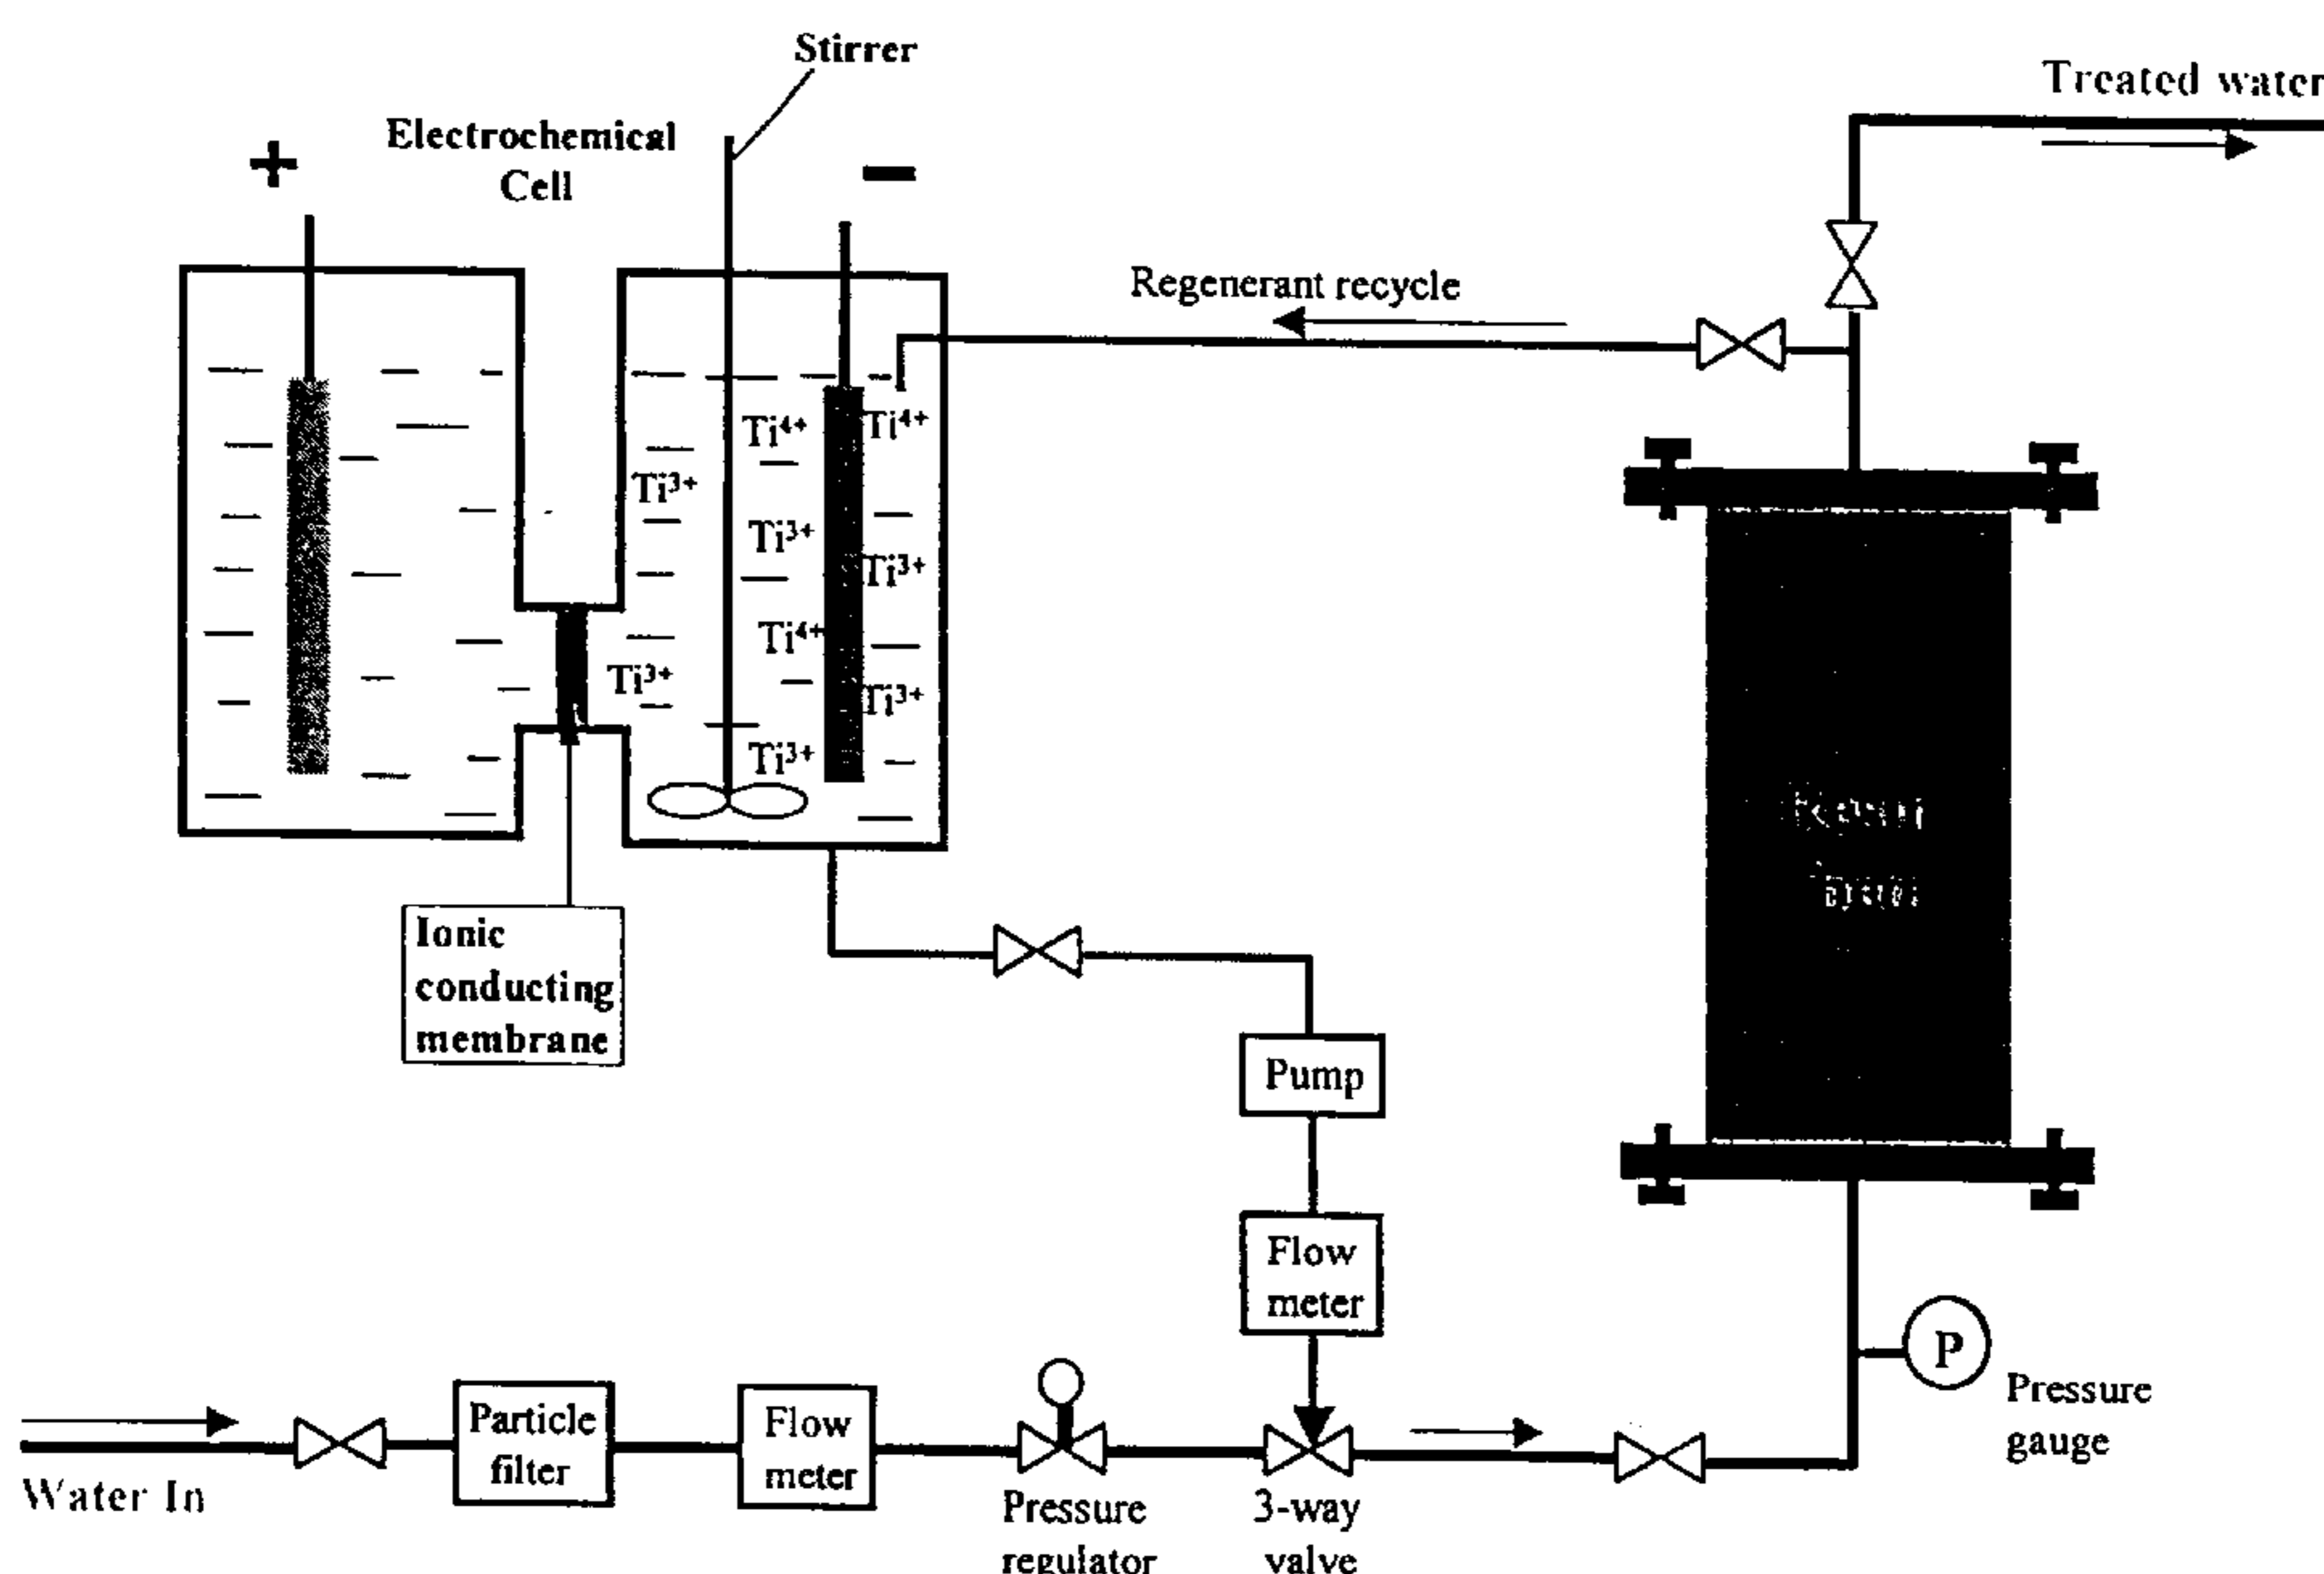 Stirrer
Treated water
Electrochemical
Cell
+
−
Regenerant recycle
Ti⁴⁺
Ti⁴⁺
Ti³⁺
Ti³⁺
Ti³⁺
Ti⁴⁺
Ti³⁺
Ti³⁺
Ti³⁺
Resin
Ionic
conducting
membrane
Pump
Flow
meter
P
Pressure
gauge
Particle
filter
Flow
meter
Water In
Pressure
regulator
3-way
valve